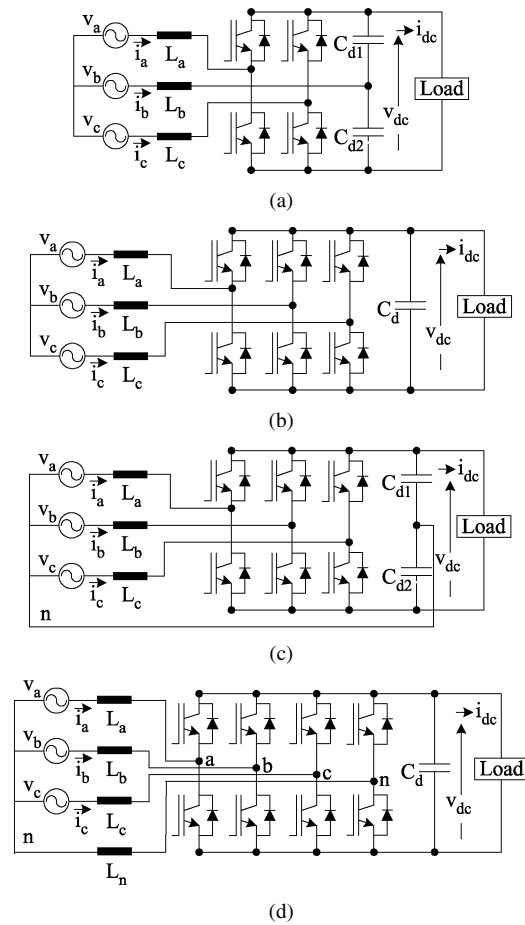 v_a
i_a L_a
v_b
i_b L_b
v_c
i_c L_c
C_d1
C_d2
i_dc
v_dc
Load
(a)
v_a
i_a L_a
v_b
i_b L_b
v_c
i_c L_c
C_d
i_dc
v_dc
Load
(b)
v_a
i_a L_a
v_b
i_b L_b
v_c
i_c L_c
n
C_d1
C_d2
i_dc
v_dc
Load
(c)
v_a
i_a L_a
v_b
i_b L_b
v_c
i_c L_c
n
L_n
a
b
c
n
C_d
i_dc
v_dc
Load
(d)